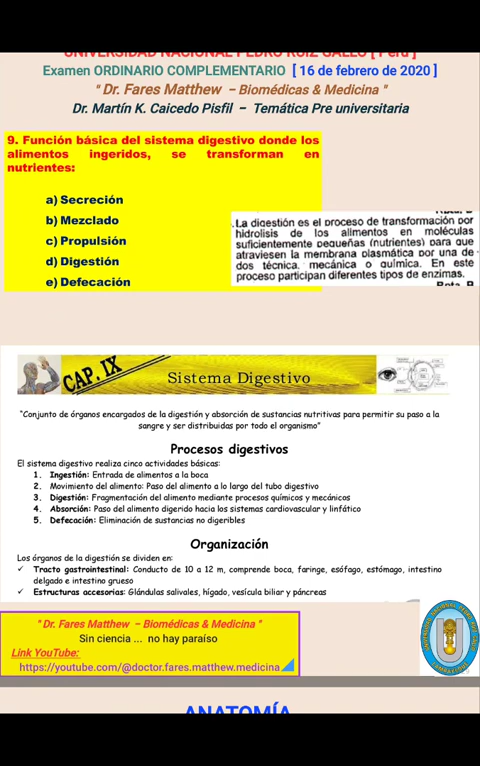 UNIVERSIDAD NACIONAL PEDRO RUIZ GALLO [ Perú ]
Examen ORDINARIO COMPLEMENTARIO [ 16 de febrero de 2020 ]
" Dr. Fares Matthew – Biomédicas & Medicina "
Dr. Martín K. Caicedo Pisfil – Temática Pre universitaria
9. Función básica del sistema digestivo donde los
alimentos ingeridos, se transforman en
nutrientes:
a) Secreción
b) Mezclado
c) Propulsión
d) Digestión
e) Defecación
La digestión es el proceso de transformación por
hidrolisis de los alimentos en moléculas
suficientemente pequeñas (nutrientes) para que
atraviesen la membrana plasmática por una de
dos técnica, mecánica o química. En este
proceso participan diferentes tipos de enzimas.
CAP. IX
Sistema Digestivo
"Conjunto de órganos encargados de la digestión y absorción de sustancias nutritivas para permitir su paso a la
sangre y ser distribuidas por todo el organismo"
Procesos digestivos
El sistema digestivo realiza cinco actividades básicas:
1. Ingestión: Entrada de alimentos a la boca
2. Movimiento del alimento: Paso del alimento a lo largo del tubo digestivo
3. Digestión: Fragmentación del alimento mediante procesos químicos y mecánicos
4. Absorción: Paso del alimento digerido hacia los sistemas cardiovascular y linfático
5. Defecación: Eliminación de sustancias no digeribles
Organización
Los órganos de la digestión se dividen en:
✓ Tracto gastrointestinal: Conducto de 10 a 12 m, comprende boca, faringe, esófago, estómago, intestino
delgado e intestino grueso
✓ Estructuras accesorias: Glándulas salivales, hígado, vesícula biliar y páncreas
" Dr. Fares Matthew – Biomédicas & Medicina "
Sin ciencia ... no hay paraíso
Link YouTube:
https://youtube.com/@doctor.fares.matthew.medicina
ANATOMÍA